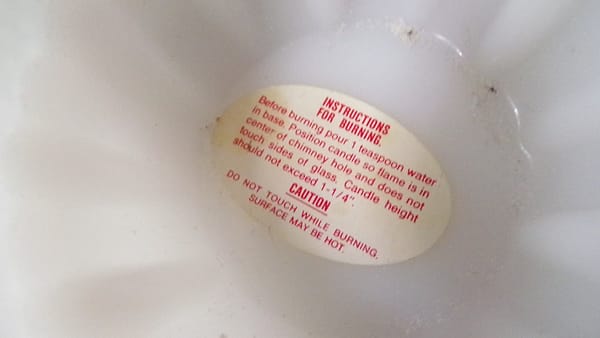 INSTRUCTIONS
FOR BURNING.
Before burning pour 1 teaspoon water
in base. Position candle so flame is in
center of chimney hole and does not
touch sides of glass. Candle height
should not exceed 1-1/4".
CAUTION
DO NOT TOUCH WHILE BURNING.
SURFACE MAY BE HOT.